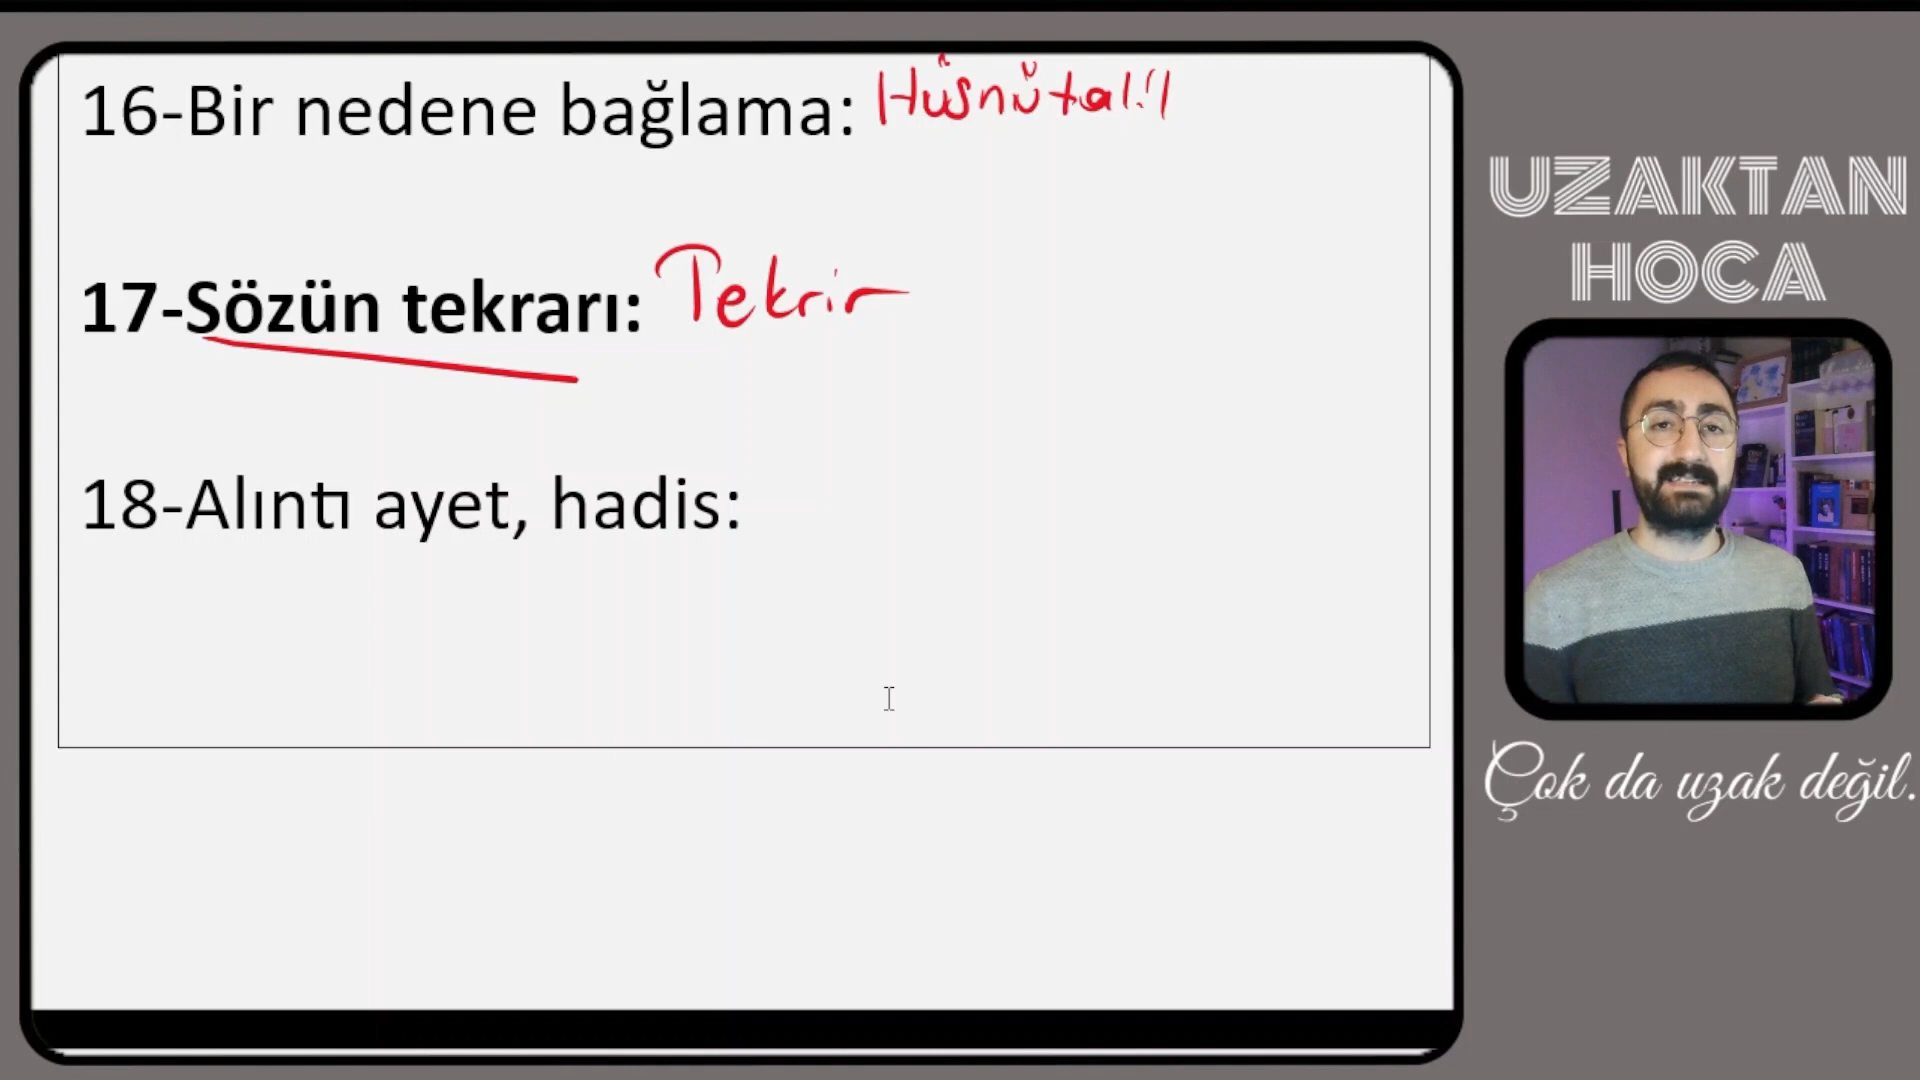 16-Bir nedene bağlama: Hüsnütalil
17-Sözün tekrarı: Tekrir
18-Alıntı ayet, hadis:
UZAKTAN
HOCA
Çok da uzak değil.